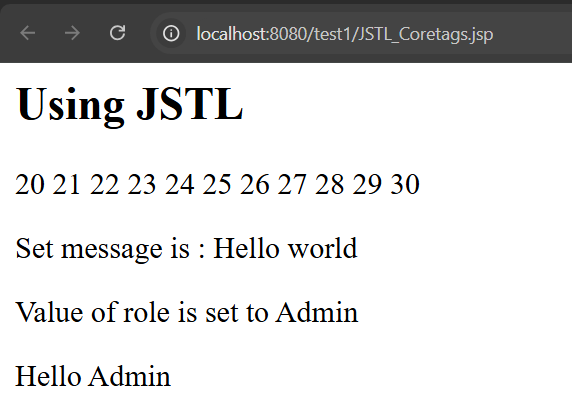 localhost:8080/test1/JSTL_Coretags.jsp
Using JSTL
20 21 22 23 24 25 26 27 28 29 30
Set message is : Hello world
Value of role is set to Admin
Hello Admin